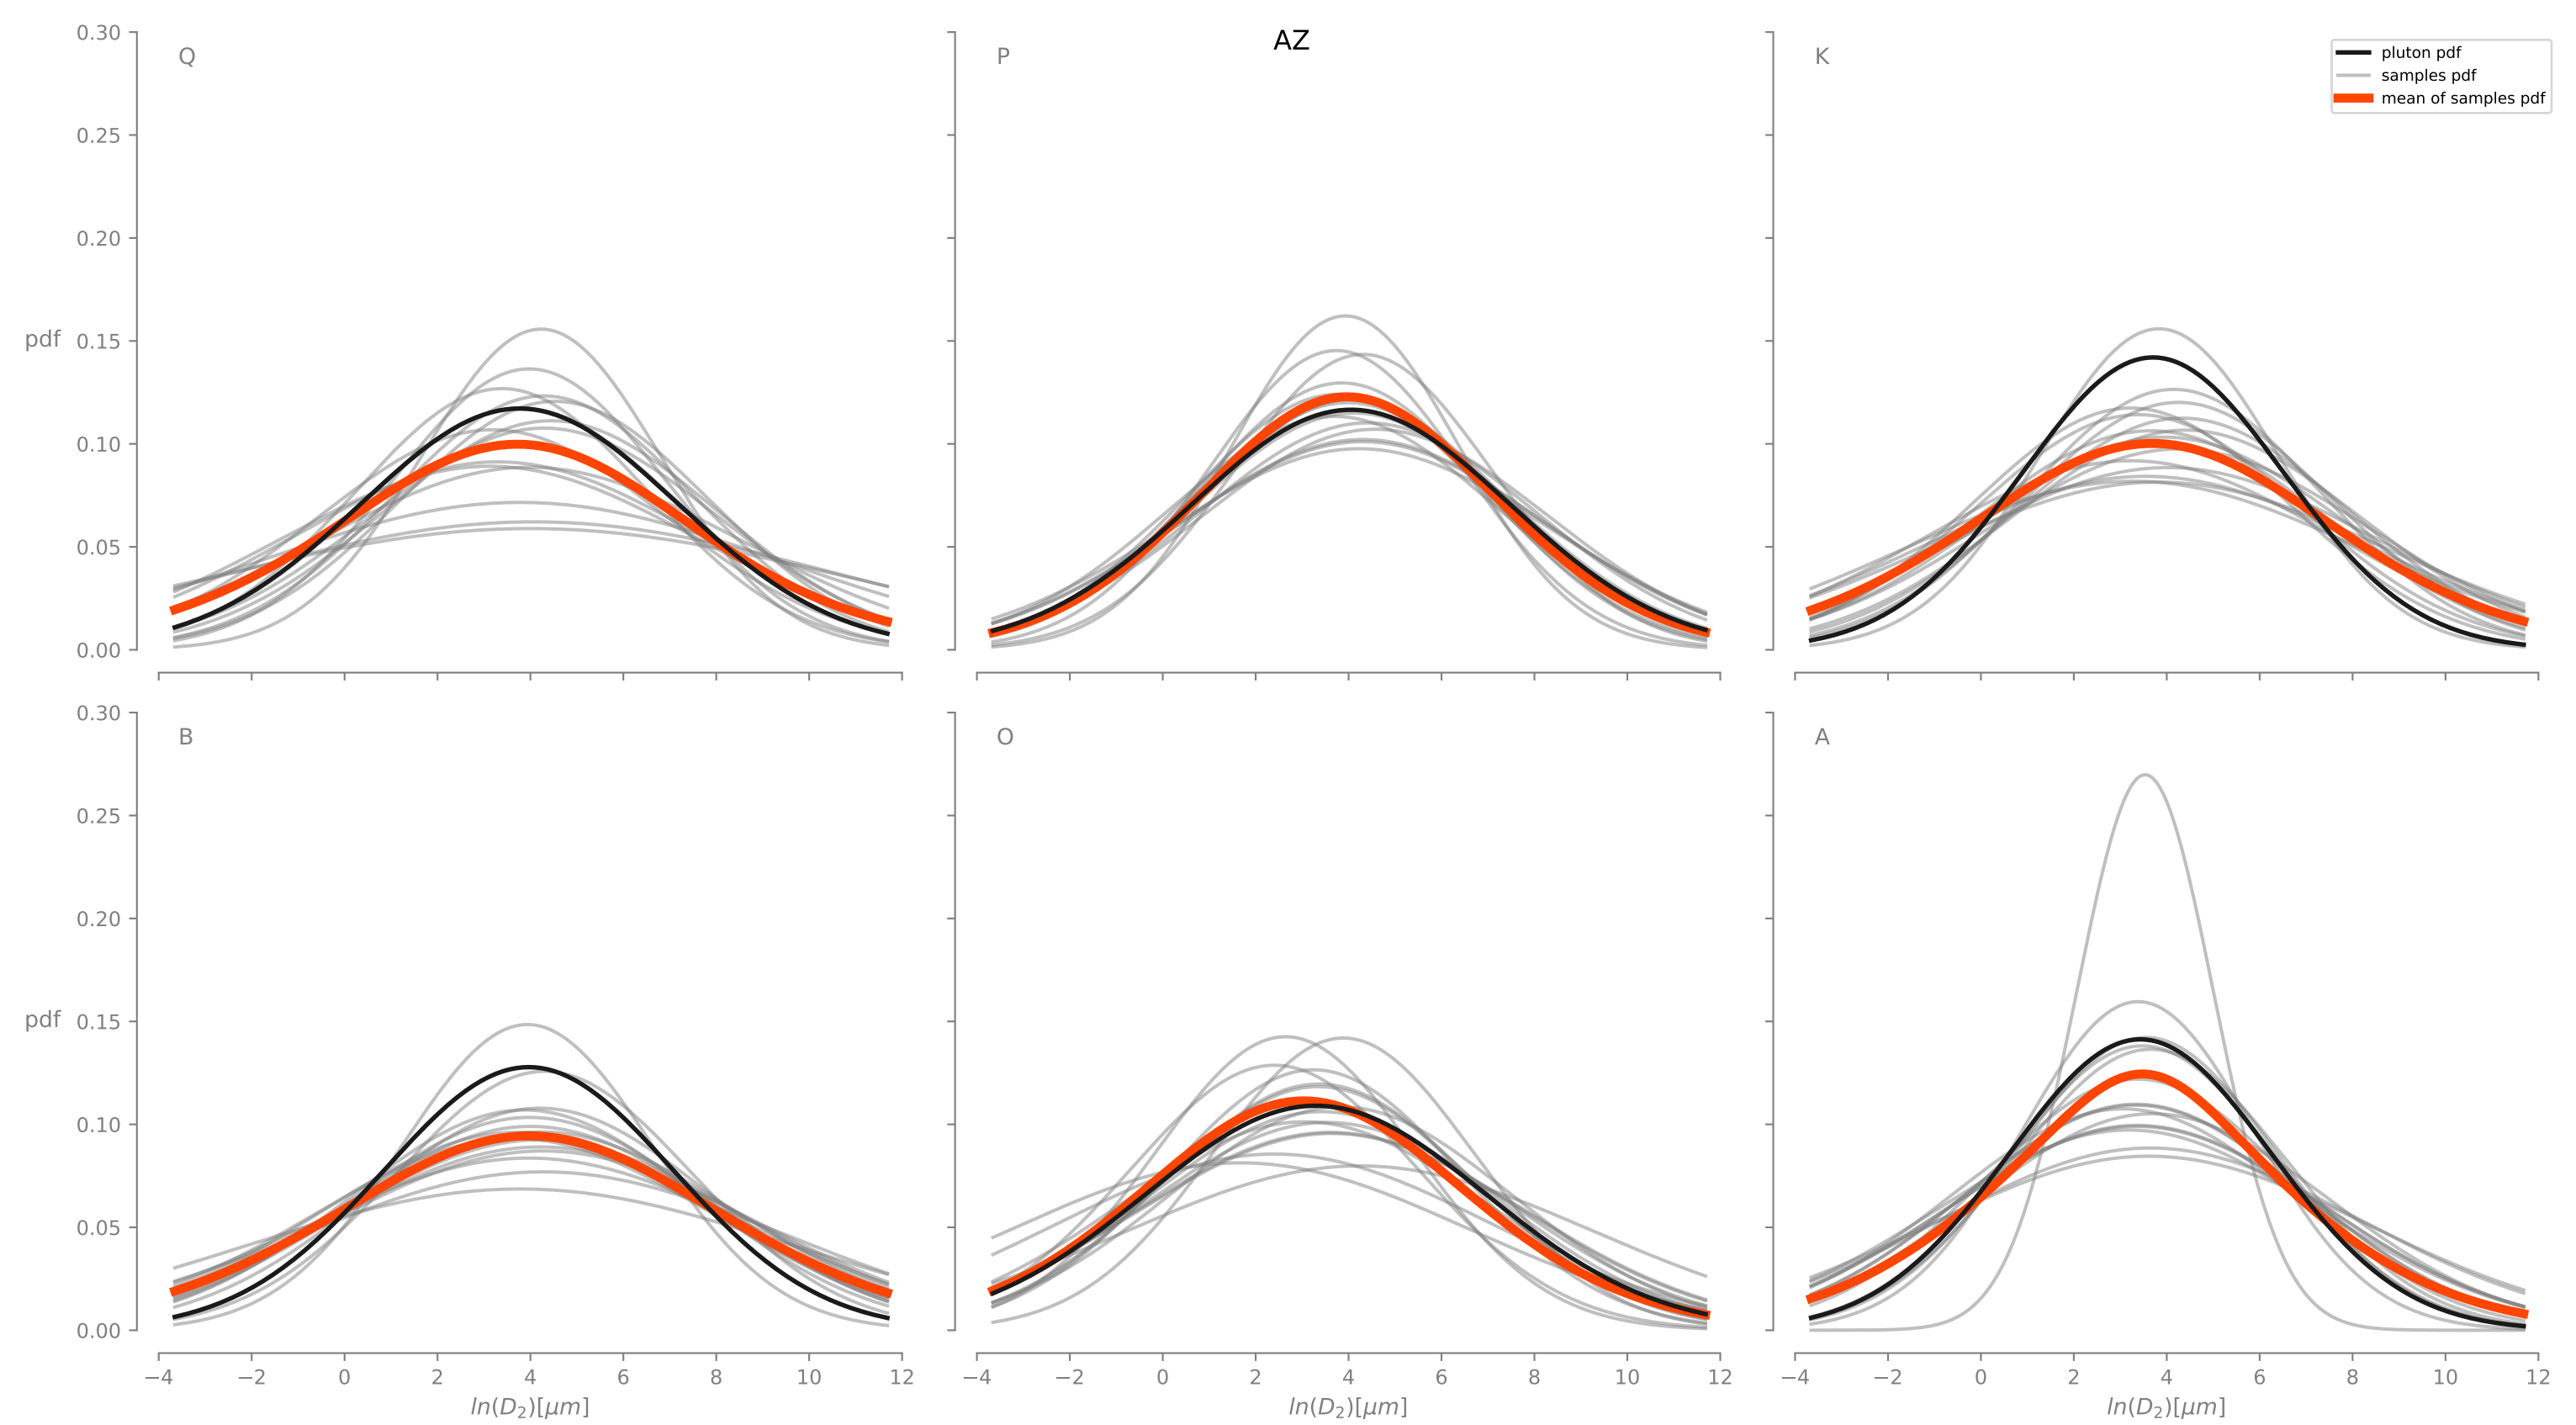 AZ
0.30
0.25
0.20
0.15
0.10
0.05
0.00
pdf
Q
P
K
pluton pdf
samples pdf
mean of samples pdf
0.30
0.25
0.20
0.15
0.10
0.05
0.00
pdf
B
O
A
−4 −2 0 2 4 6 8 10 12
ln(D₂)[μm]
−4 −2 0 2 4 6 8 10 12
ln(D₂)[μm]
−4 −2 0 2 4 6 8 10 12
ln(D₂)[μm]